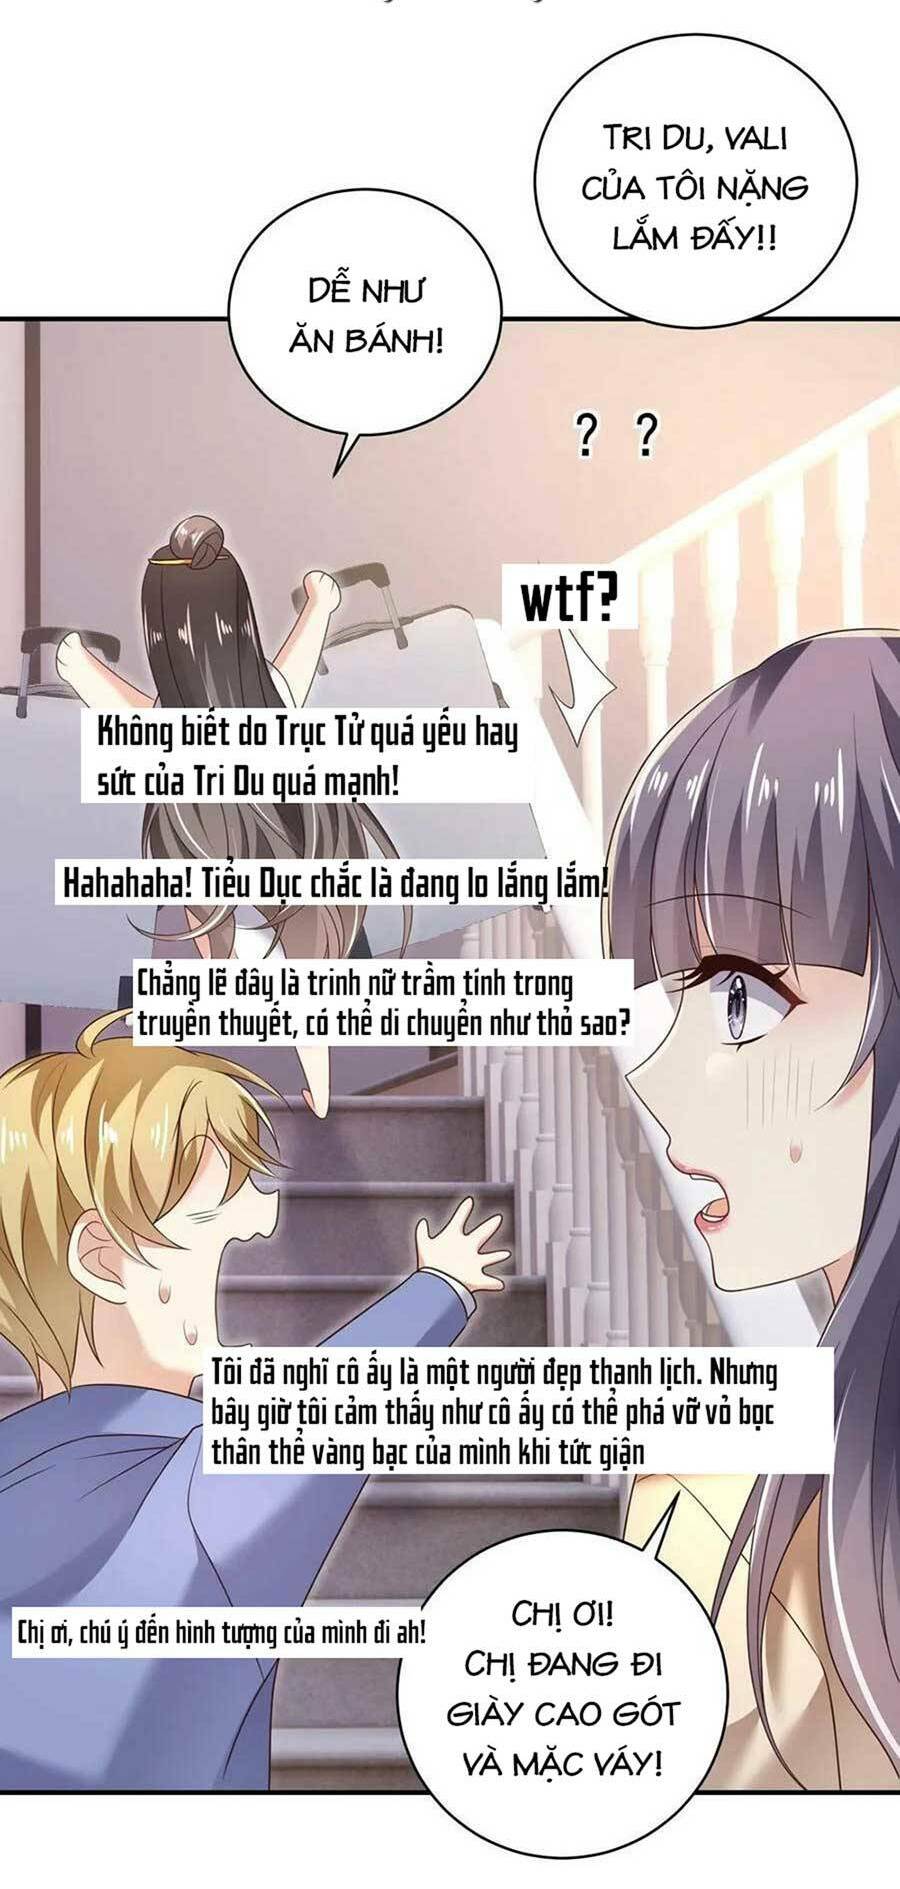 TRI DU, VALI
CỦA TÔI NẶNG
LẮM ĐẤY!!
DỄ NHƯ
ĂN BÁNH!
? ?
wtf?
Không biết do Trục Tử quá yếu hay
sức của Tri Du quá mạnh!
Hahahaha! Tiểu Dục chắc là đang lo lắng lắm!
Chẳng lẽ đây là trinh nữ trầm tính trong
truyền thuyết, có thể di chuyển như thỏ sao?
Tôi đã nghĩ cô ấy là một người đẹp thanh lịch. Nhưng
bây giờ tôi cảm thấy như cô ấy có thể phá vỡ vỏ bọc
thân thể vàng bạc của mình khi tức giận
Chị ơi, chú ý đến hình tượng của mình đi ah!
CHỊ ƠI!
CHỊ ĐANG ĐI
GIÀY CAO GÓT
VÀ MẶC VÁY!